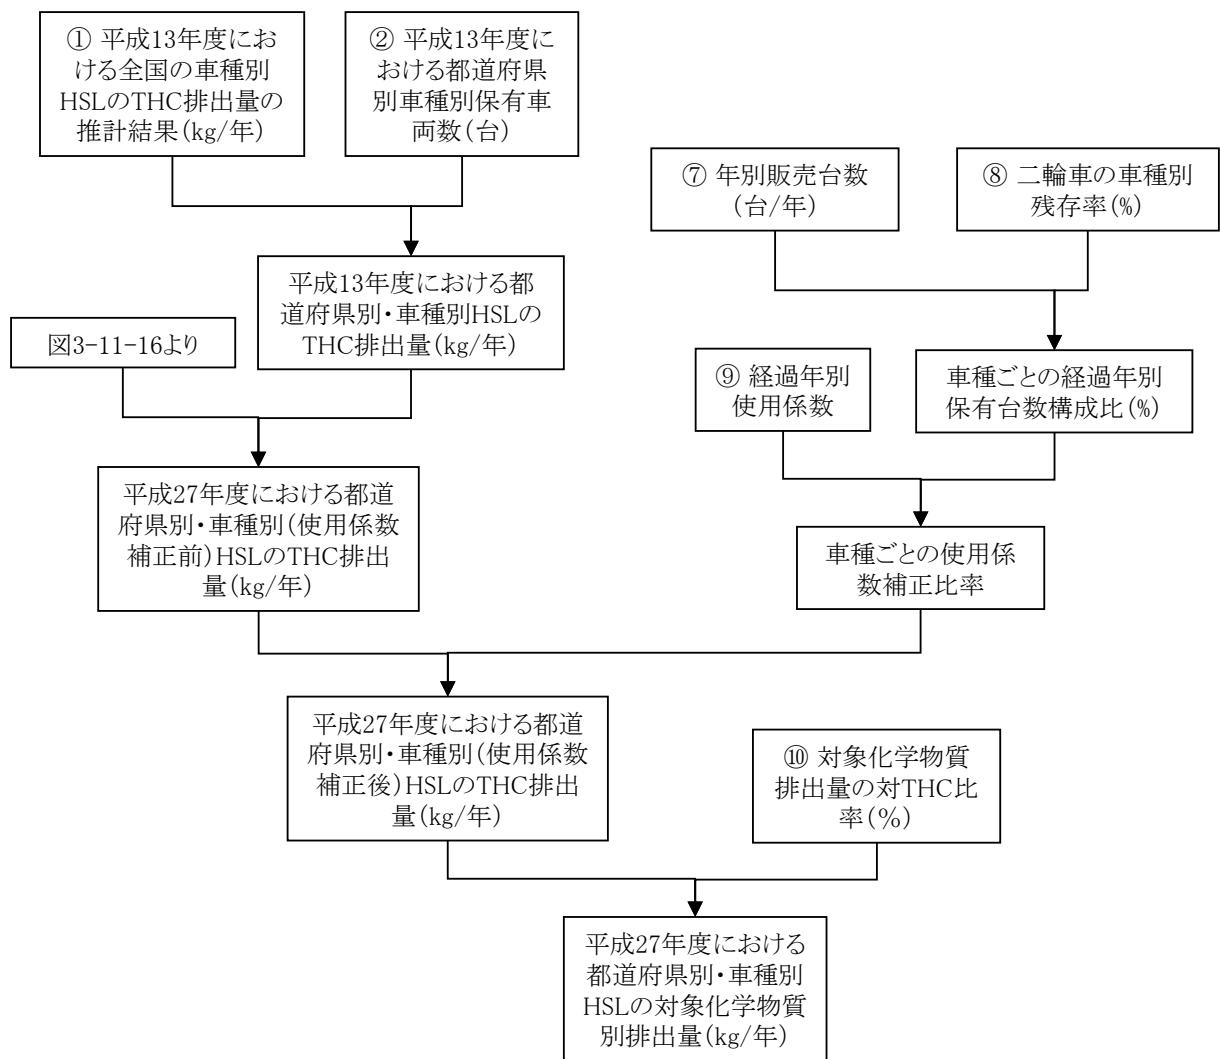 ① 平成13年度にお
ける全国の車種別
HSLのTHC排出量の
推計結果(kg/年)
② 平成13年度に
おける都道府県
別車種別保有車
両数(台)
⑦ 年別販売台数
(台/年)
⑧ 二輪車の車種別
残存率(%)
平成13年度における都
道府県別・車種別HSLの
THC排出量(kg/年)
図3-11-16より
⑨ 経過年別
使用係数
車種ごとの経過年別
保有台数構成比(%)
平成27年度における都道
府県別・車種別(使用係数
補正前)HSLのTHC排出
量(kg/年)
車種ごとの使用係
数補正比率
平成27年度における都道
府県別・車種別(使用係数
補正後)HSLのTHC排出
量(kg/年)
⑩ 対象化学物質
排出量の対THC比
率(%)
平成27年度における
都道府県別・車種別
HSLの対象化学物質
別排出量(kg/年)